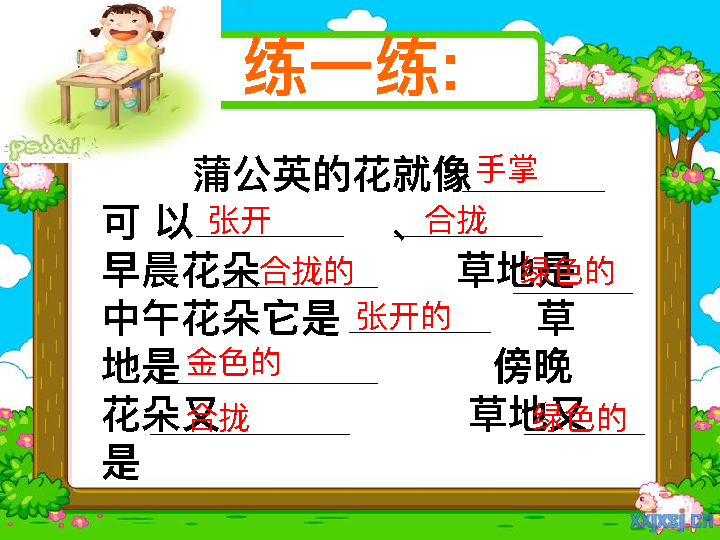 练一练:
蒲公英的花就像 手掌
可 以 张开 、 合拢
早晨花朵 合拢的 草地是 绿色的
中午花朵它是 张开的 草
地是 金色的 傍晚
花朵又 合拢 草地又 绿色的
是
psdai
xxjxsj.cn